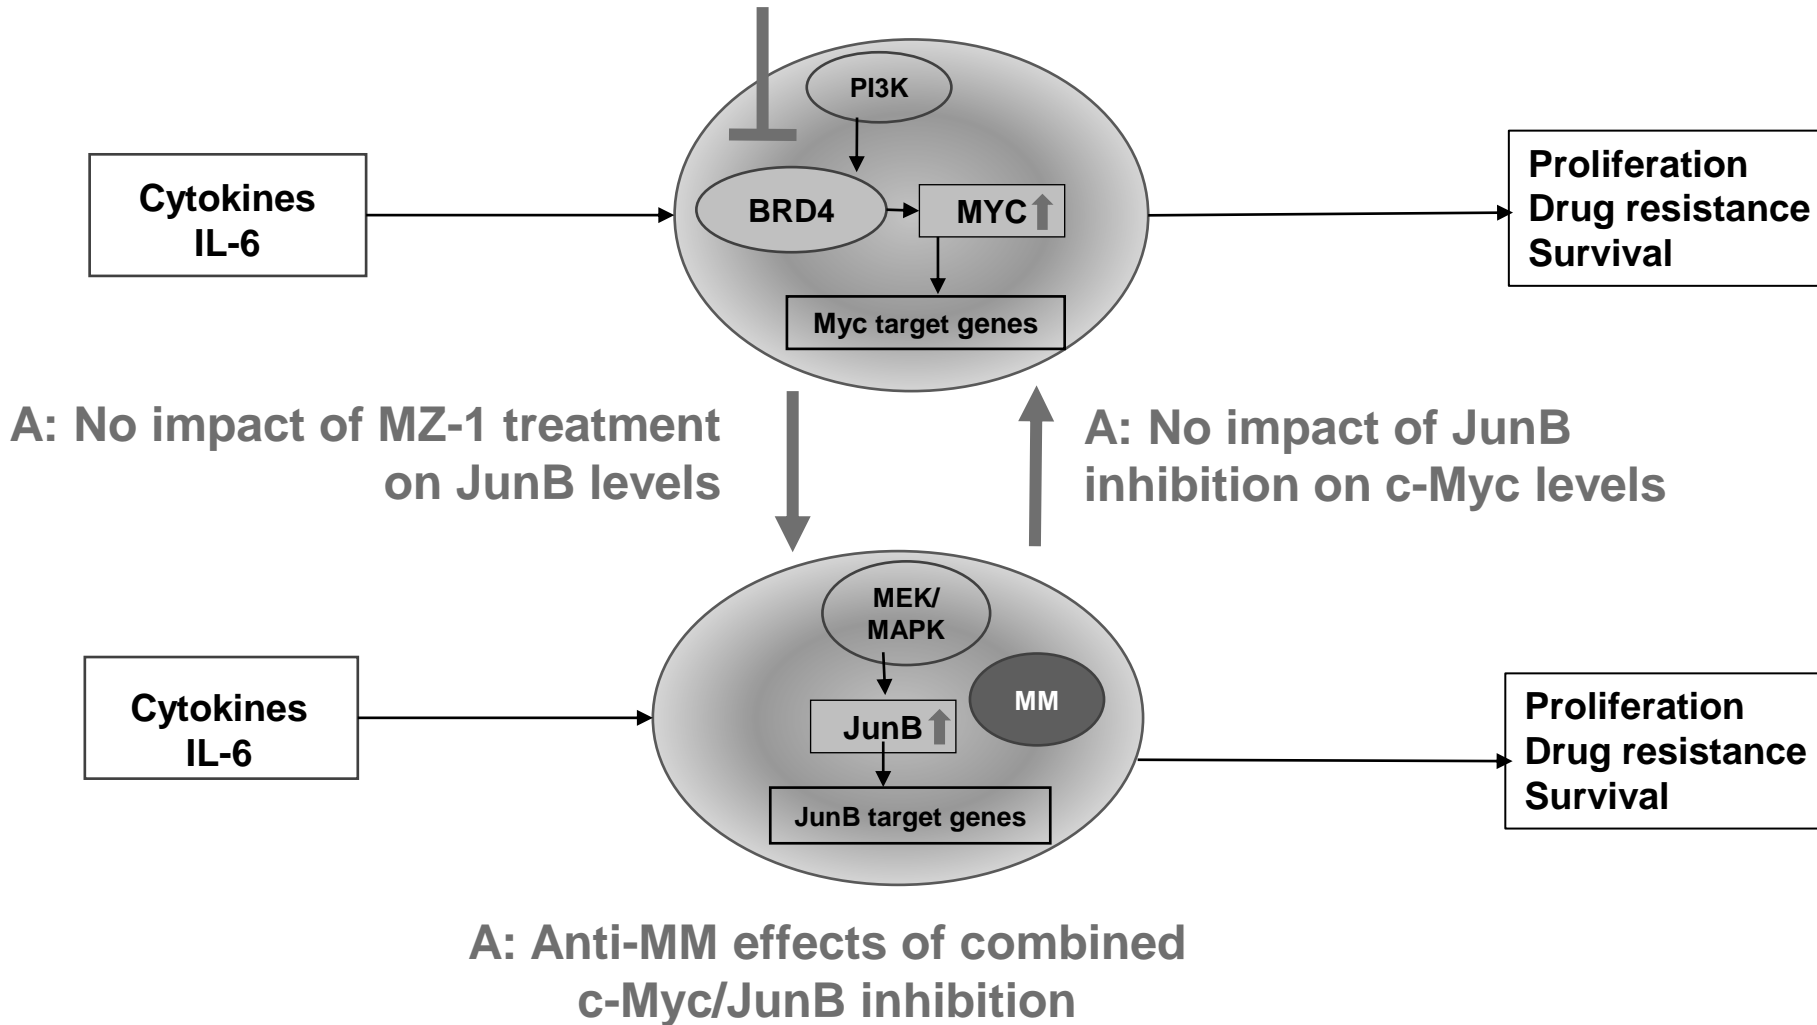 PI3K
Cytokines
IL-6
BRD4
MYC
Myc target genes
Proliferation
Drug resistance
Survival
A: No impact of MZ-1 treatment
on JunB levels
A: No impact of JunB
inhibition on c-Myc levels
MEK/
MAPK
Cytokines
IL-6
JunB
MM
JunB target genes
Proliferation
Drug resistance
Survival
A: Anti-MM effects of combined
c-Myc/JunB inhibition